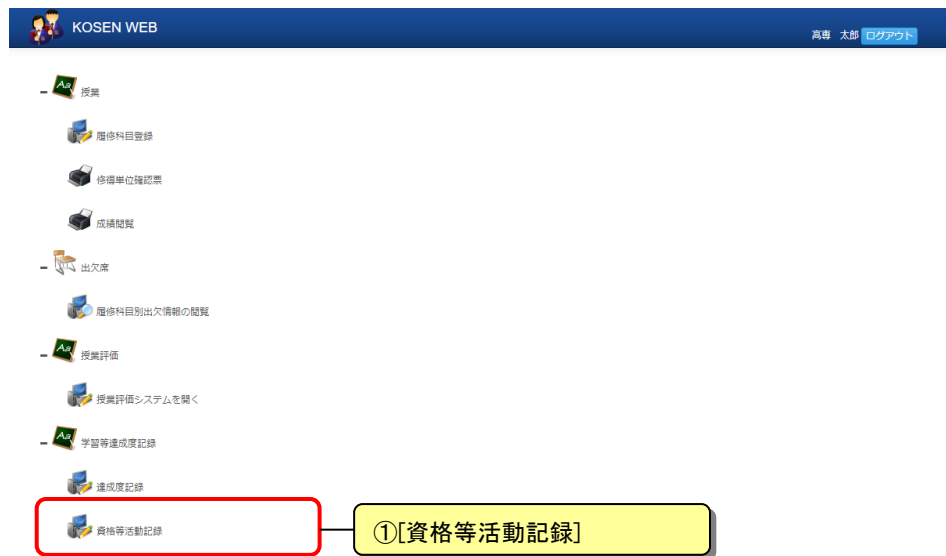 KOSEN WEB
高専 太郎 ログアウト
授業
履修科目登録
修得単位確認票
成績閲覧
出欠席
履修科目別出欠情報の閲覧
授業評価
授業評価システムを開く
学習等達成度記録
達成度記録
資格等活動記録
①[資格等活動記録]